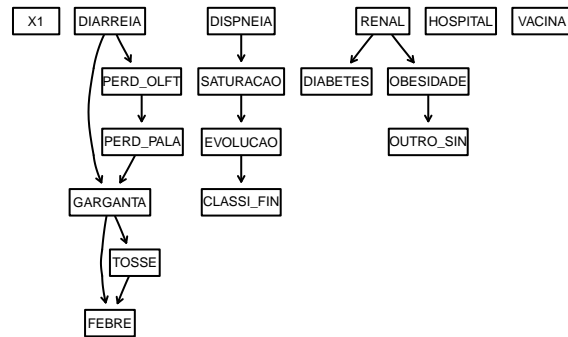 X1 DIARREIA DISPNEIA RENAL HOSPITAL VACINA
PERD_OLFT SATURACAO DIABETES OBESIDADE
PERD_PALA EVOLUCAO OUTRO_SIN
GARGANTA CLASSI_FIN
TOSSE
FEBRE